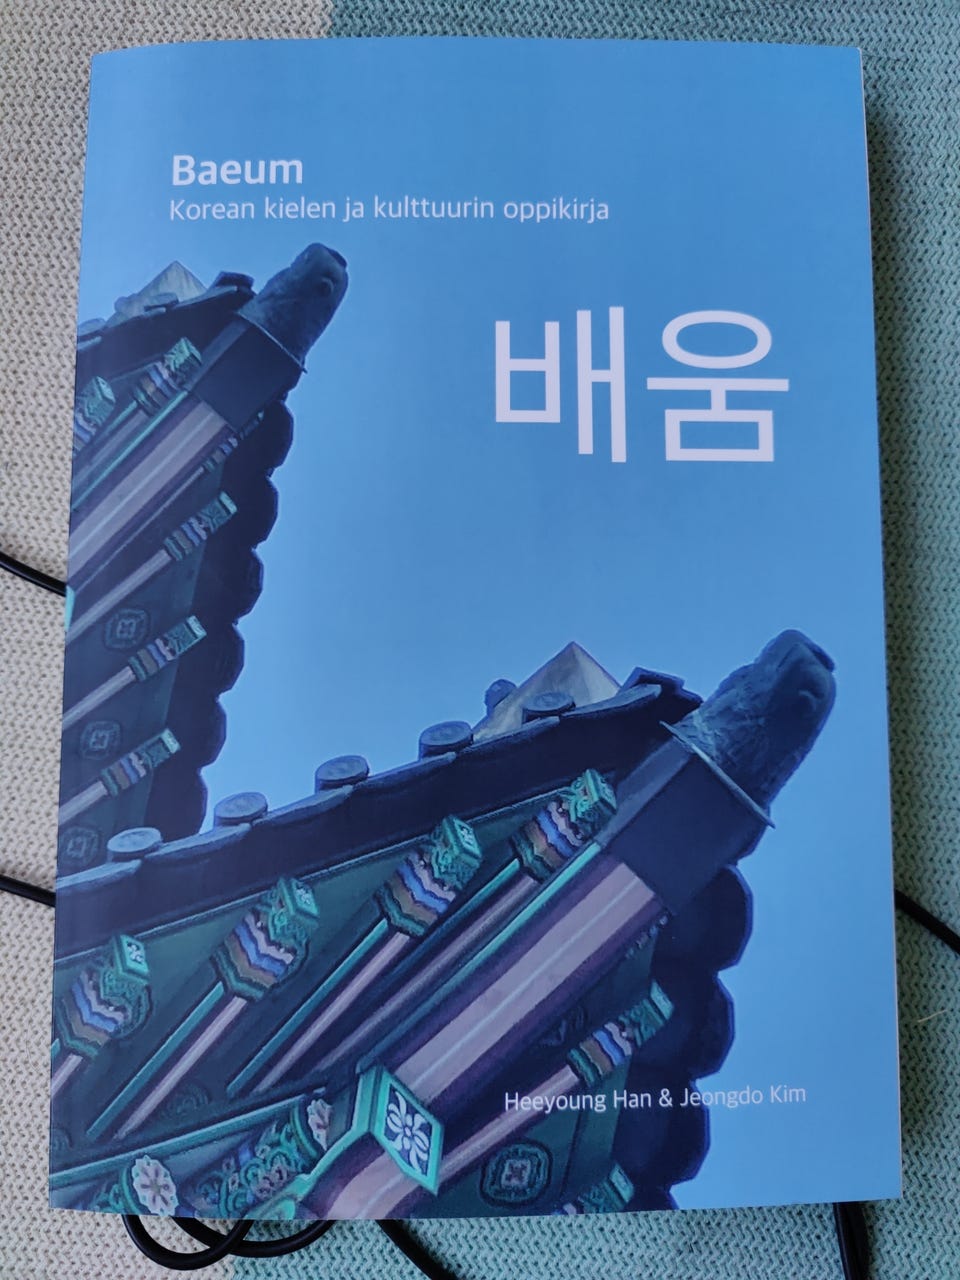 Baeum
Korean kielen ja kulttuurin oppikirja
배움
Heeyoung Han & Jeongdo Kim